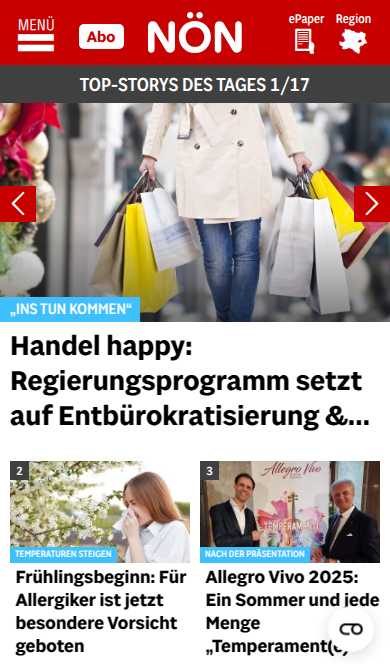 MENÜ
Abo
NÖN
ePaper
Region
TOP-STORYS DES TAGES 1/17
„INS TUN KOMMEN“
Handel happy:
Regierungsprogramm setzt
auf Entbürokratisierung &...
2
TEMPERATUREN STEIGEN
Frühlingsbeginn: Für
Allergiker ist jetzt
besondere Vorsicht
geboten
3
Allegro Vivo
TEMPERAMENT(E)
NACH DER PRÄSENTATION
Allegro Vivo 2025:
Ein Sommer und jede
Menge
„Temperament(e)